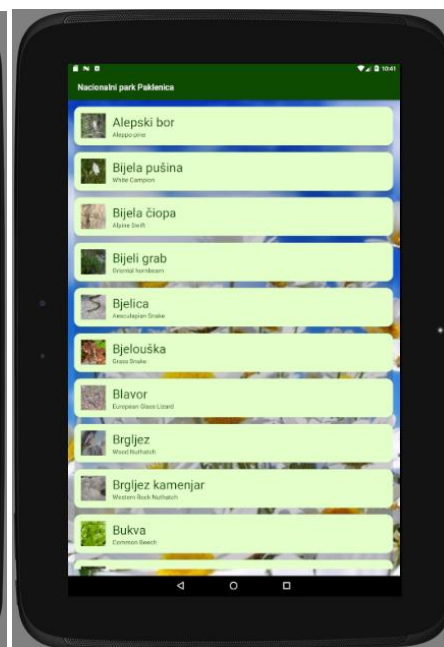 10:41
Nacionalni park Paklenica
Alepski bor
Aleppo pine
Bijela pušina
White Campion
Bijela čiopa
Alpine Swift
Bijeli grab
Oriental hornbeam
Bjelica
Aesculapian Snake
Bjelouška
Grass Snake
Blavor
European Glass Lizard
Brgljez
Wood Nuthatch
Brgljez kamenjar
Western Rock Nuthatch
Bukva
Common Beech